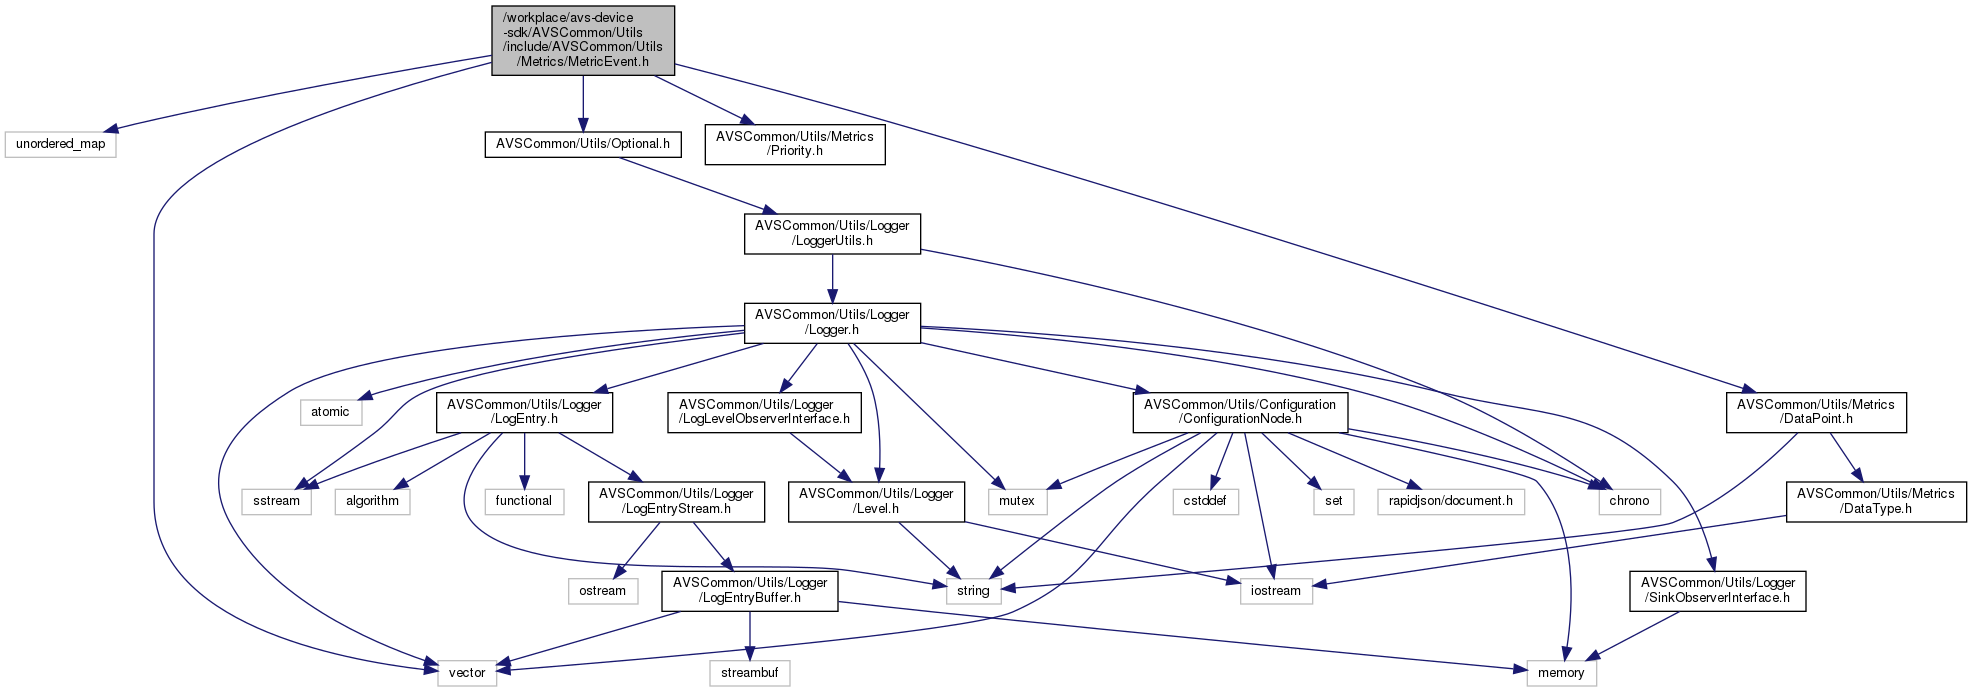 /workplace/avs-device
-sdk/AVSCommon/Utils
/include/AVSCommon/Utils
/Metrics/MetricEvent.h
unordered_map
AVSCommon/Utils/Optional.h
AVSCommon/Utils/Metrics
/Priority.h
AVSCommon/Utils/Logger
/LoggerUtils.h
AVSCommon/Utils/Logger
/Logger.h
atomic
AVSCommon/Utils/Logger
/LogEntry.h
AVSCommon/Utils/Logger
/LogLevelObserverInterface.h
AVSCommon/Utils/Configuration
/ConfigurationNode.h
AVSCommon/Utils/Metrics
/DataPoint.h
sstream
algorithm
functional
AVSCommon/Utils/Logger
/LogEntryStream.h
AVSCommon/Utils/Logger
/Level.h
mutex
cstddef
set
rapidjson/document.h
chrono
AVSCommon/Utils/Metrics
/DataType.h
ostream
AVSCommon/Utils/Logger
/LogEntryBuffer.h
string
iostream
AVSCommon/Utils/Logger
/SinkObserverInterface.h
vector
streambuf
memory